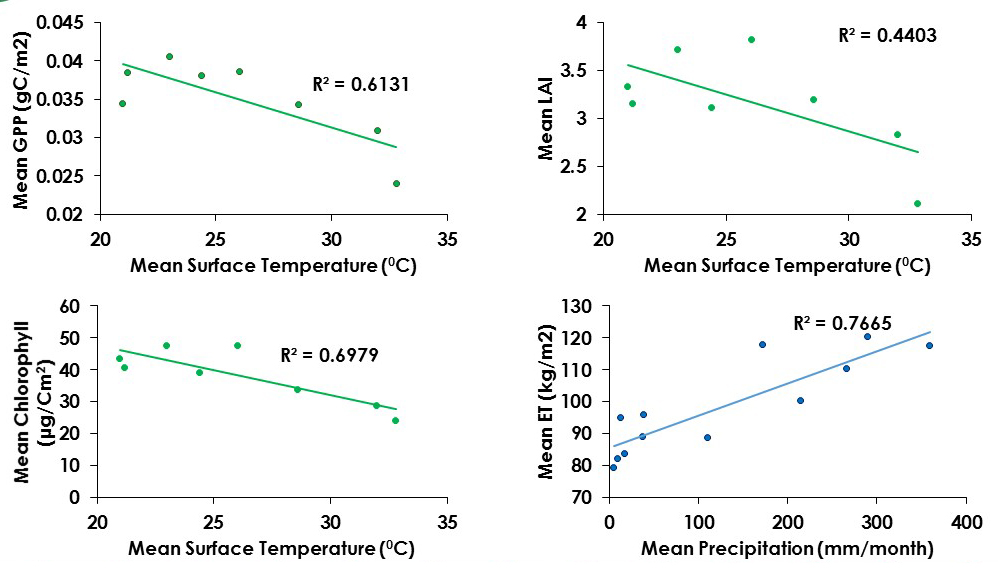 Mean GPP (gC/m2)
0.045
0.04
0.035
0.03
0.025
0.02
R² = 0.6131
20 25 30 35
Mean Surface Temperature (⁰C)
Mean LAI
4
3.5
3
2.5
2
R² = 0.4403
20 25 30 35
Mean Surface Temperature (⁰C)
Mean Chlorophyll
(µg/Cm²)
60
50
40
30
20
10
0
R² = 0.6979
20 25 30 35
Mean Surface Temperature (⁰C)
Mean ET (kg/m2)
130
120
110
100
90
80
70
R² = 0.7665
0 100 200 300 400
Mean Precipitation (mm/month)